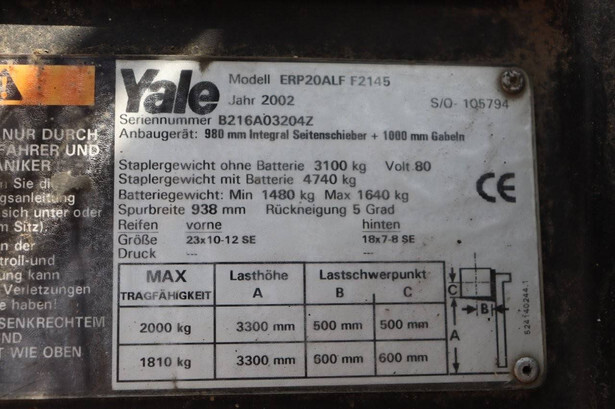 NUR DURCH
FAHRER UND
ANIKER
n Sie di
gsanleitung
sich unter oder
m Sitz).
n der
troll-und
ung kann
Verletzungen
e haben!
SENKRECHTEM
ND
T WIE OBEN
Yale
Modell ERP20ALF F2145
Jahr 2002 S/O- 105794
Seriennummer B216A03204Z
Anbaugerät: 980 mm Integral Seitenschieber + 1000 mm Gabeln
Staplergewicht ohne Batterie 3100 kg Volt 80
Staplergewicht mit Batterie 4740 kg
Batteriegewicht: Min 1480 kg Max 1640 kg
Spurbreite 938 mm Rückneigung 5 Grad
Reifen vorne hinten
Größe 23x10-12 SE 18x7-8 SE
Druck --- ---
CE
MAX TRAGFÄHIGKEIT Lasthöhe A Lastschwerpunkt B C
2000 kg 3300 mm 500 mm 500 mm
1810 kg 3300 mm 600 mm 600 mm
C
B
A
524140244.1